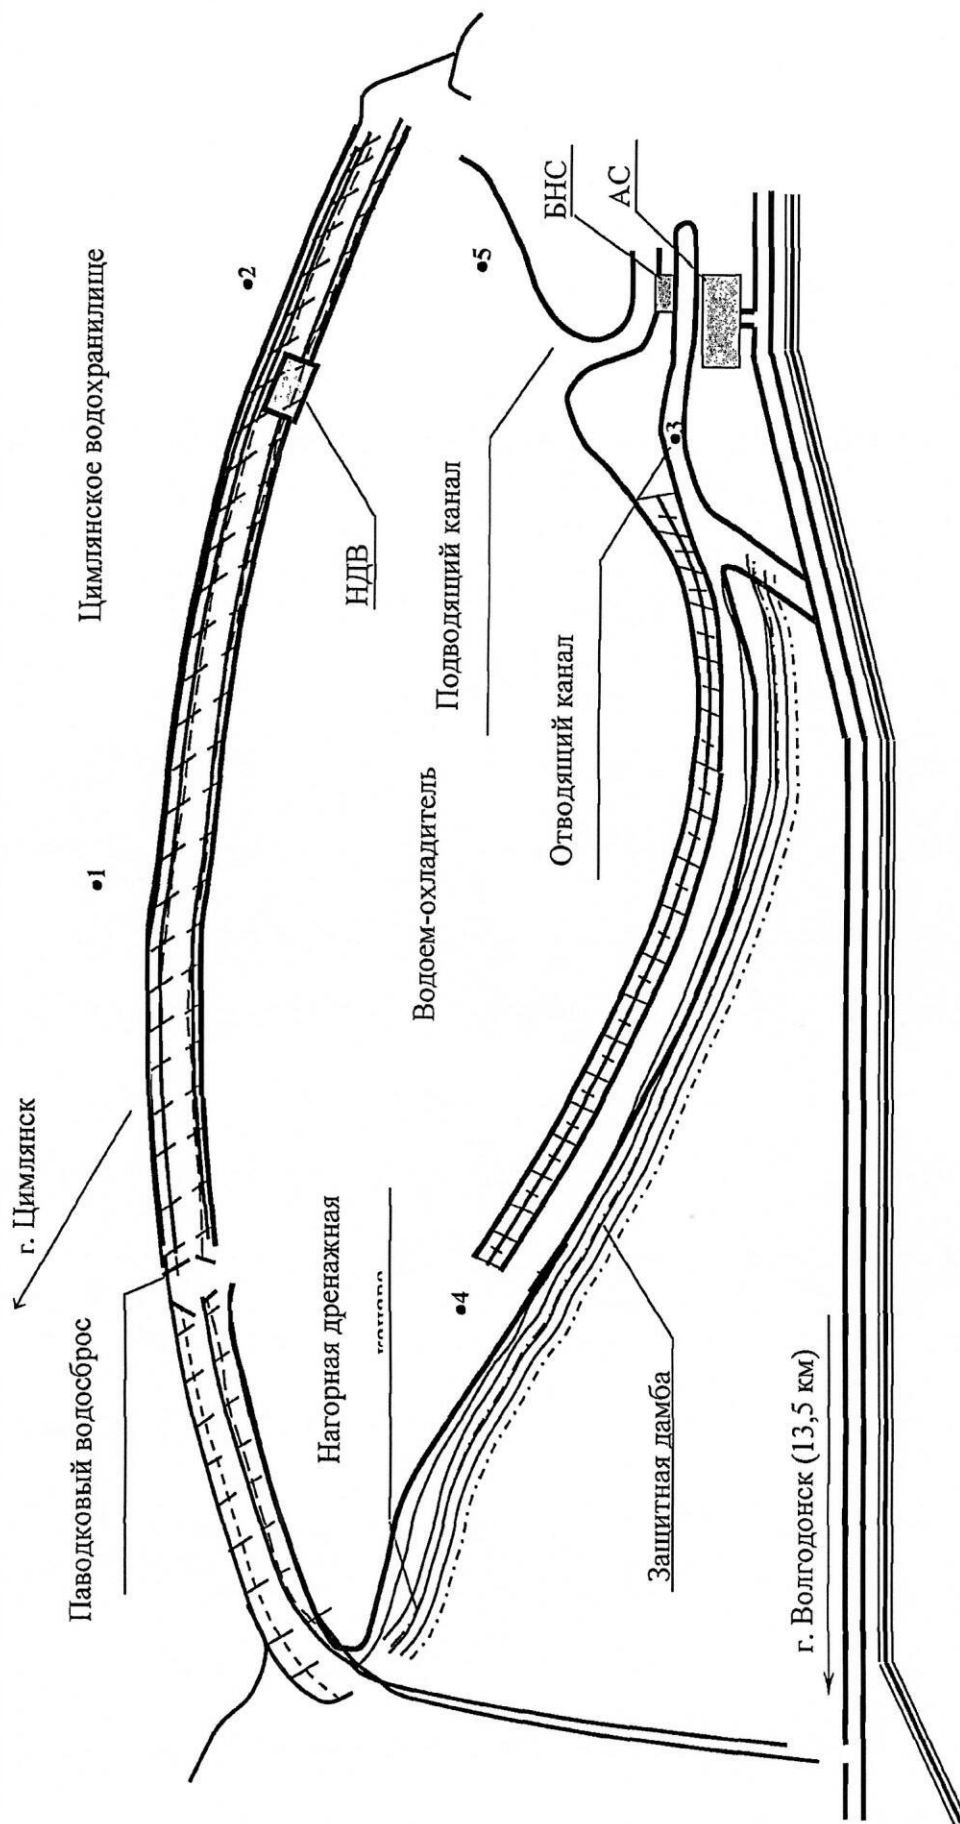 Цимлянское водохранилище
г. Цимлянск
•1
•2
Паводковый водосброс
НДВ
•5
Подводящий канал
БНС
АС
Водоем-охладитель
Нагорная дренажная
•4
Отводящий канал
•3
Защитная дамба
г. Волгодонск (13,5 км)